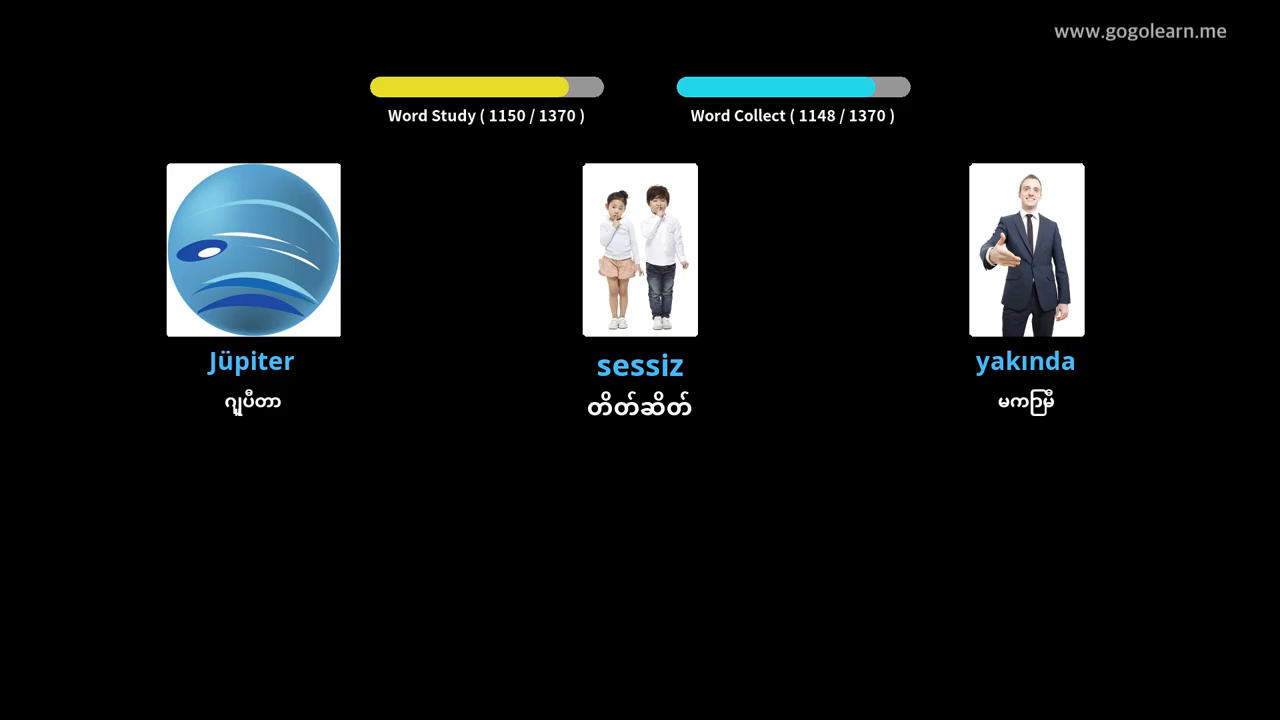 www.gogolearn.me
Word Study ( 1150 / 1370 )
Word Collect ( 1148 / 1370 )
Jüpiter
sessiz
yakında
ဂျူပီတာ
တိတ်ဆိတ်
မကြာမီ